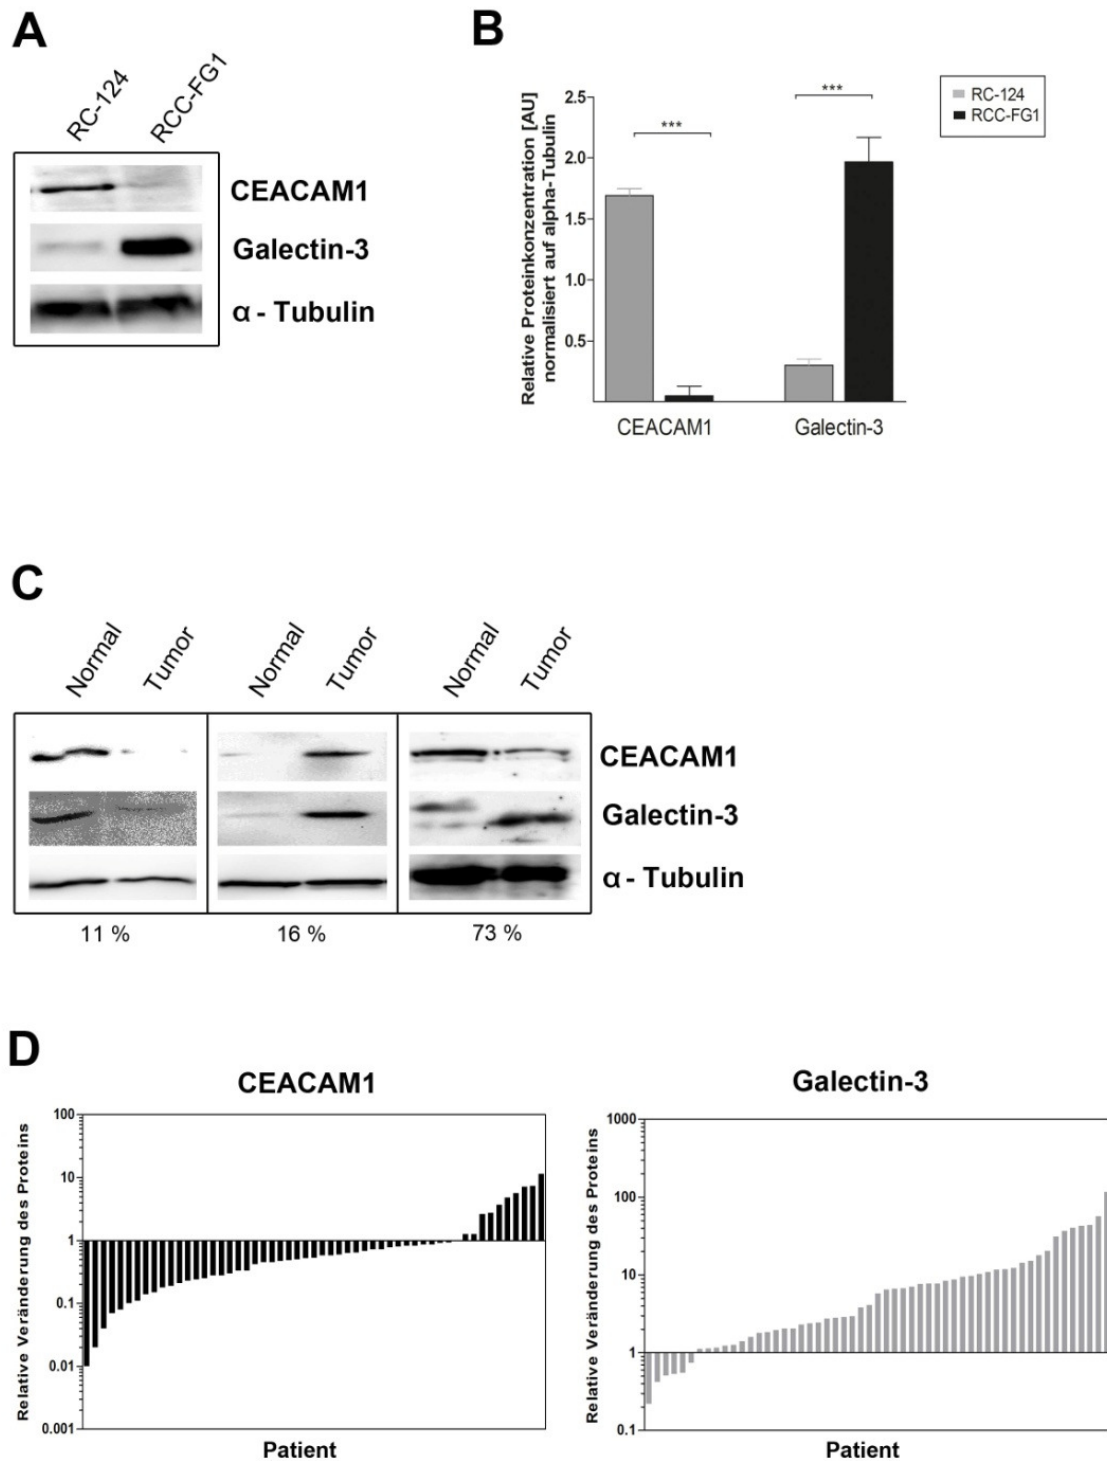 A
RC-124
RCC-FG1
CEACAM1
Galectin-3
α - Tubulin
B
Relative Proteinkonzentration [AU]
normalisiert auf alpha-Tubulin
2.5
2.0
1.5
1.0
0.5
***
***
RC-124
RCC-FG1
CEACAM1
Galectin-3
C
Normal
Tumor
Normal
Tumor
Normal
Tumor
CEACAM1
Galectin-3
α - Tubulin
11 %
16 %
73 %
D
CEACAM1
Relative Veränderung des Proteins
100
10
1
0.1
0.01
0.001
Patient
Galectin-3
Relative Veränderung des Proteins
1000
100
10
1
0.1
Patient